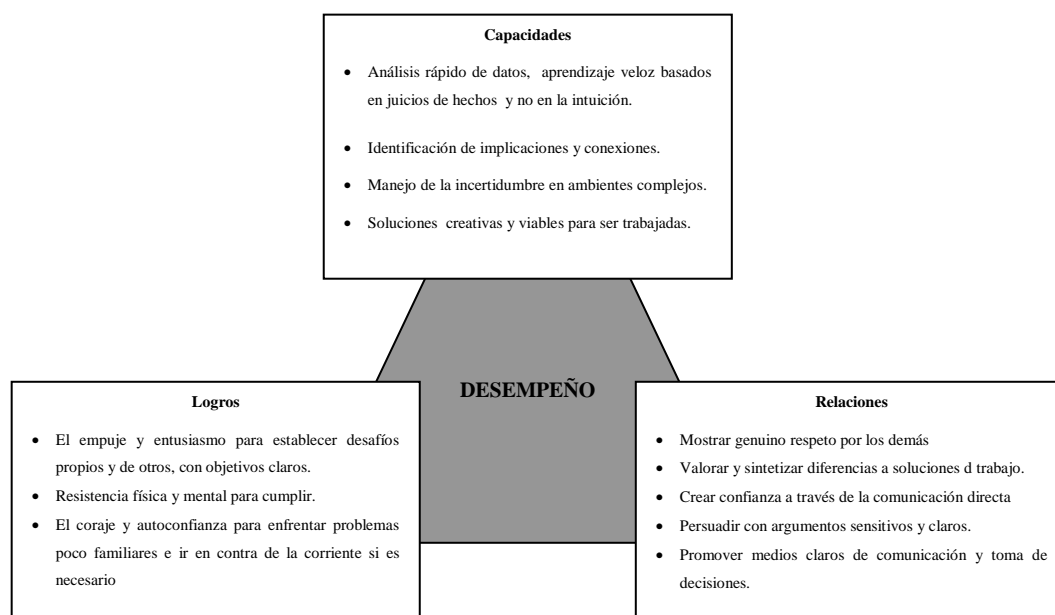 Capacidades
• Análisis rápido de datos, aprendizaje veloz basados
en juicios de hechos y no en la intuición.
• Identificación de implicaciones y conexiones.
• Manejo de la incertidumbre en ambientes complejos.
• Soluciones creativas y viables para ser trabajadas.
DESEMPEÑO
Logros
• El empuje y entusiasmo para establecer desafíos
propios y de otros, con objetivos claros.
• Resistencia física y mental para cumplir.
• El coraje y autoconfianza para enfrentar problemas
poco familiares e ir en contra de la corriente si es
necesario
Relaciones
• Mostrar genuino respeto por los demás
• Valorar y sintetizar diferencias a soluciones d trabajo.
• Crear confianza a través de la comunicación directa
• Persuadir con argumentos sensitivos y claros.
• Promover medios claros de comunicación y toma de
decisiones.